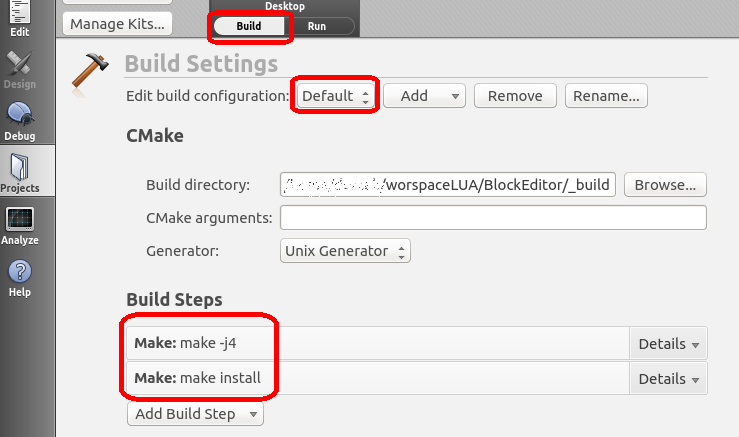 Desktop
Manage Kits...
Build Run
Edit
Build Settings
Design
Edit build configuration: Default Add Remove Rename...
Debug
CMake
Projects
Build directory: /worspaceLUA/BlockEditor/_build Browse...
CMake arguments:
Analyze
Generator: Unix Generator
Help
Build Steps
Make: make -j4 Details
Make: make install Details
Add Build Step